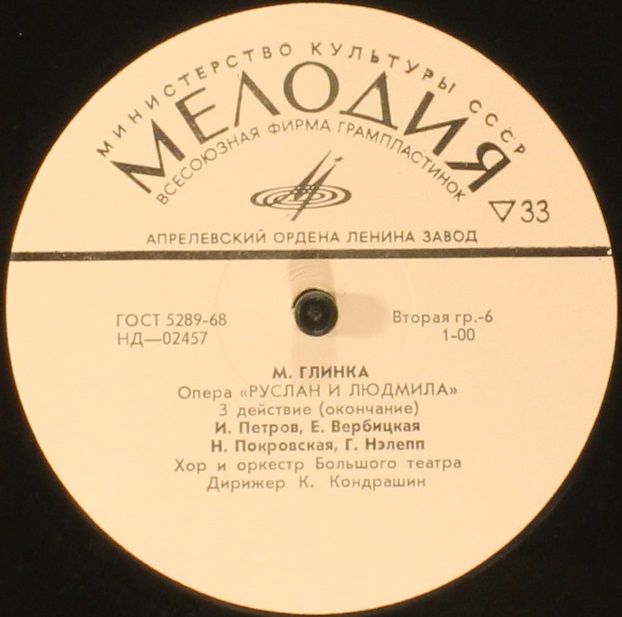 МИНИСТЕРСТВО КУЛЬТУРЫ СССР
МЕЛОДИЯ
ВСЕСОЮЗНАЯ ФИРМА ГРАМПЛАСТИНОК
▽33
АПРЕЛЕВСКИЙ ОРДЕНА ЛЕНИНА ЗАВОД
ГОСТ 5289-68
НД—02457
Вторая гр.-6
1-00
М. ГЛИНКА
Опера «РУСЛАН И ЛЮДМИЛА»
3 действие (окончание)
И. Петров, Е. Вербицкая
Н. Покровская, Г. Нэлепп
Хор и оркестр Большого театра
Дирижер К. Кондрашин